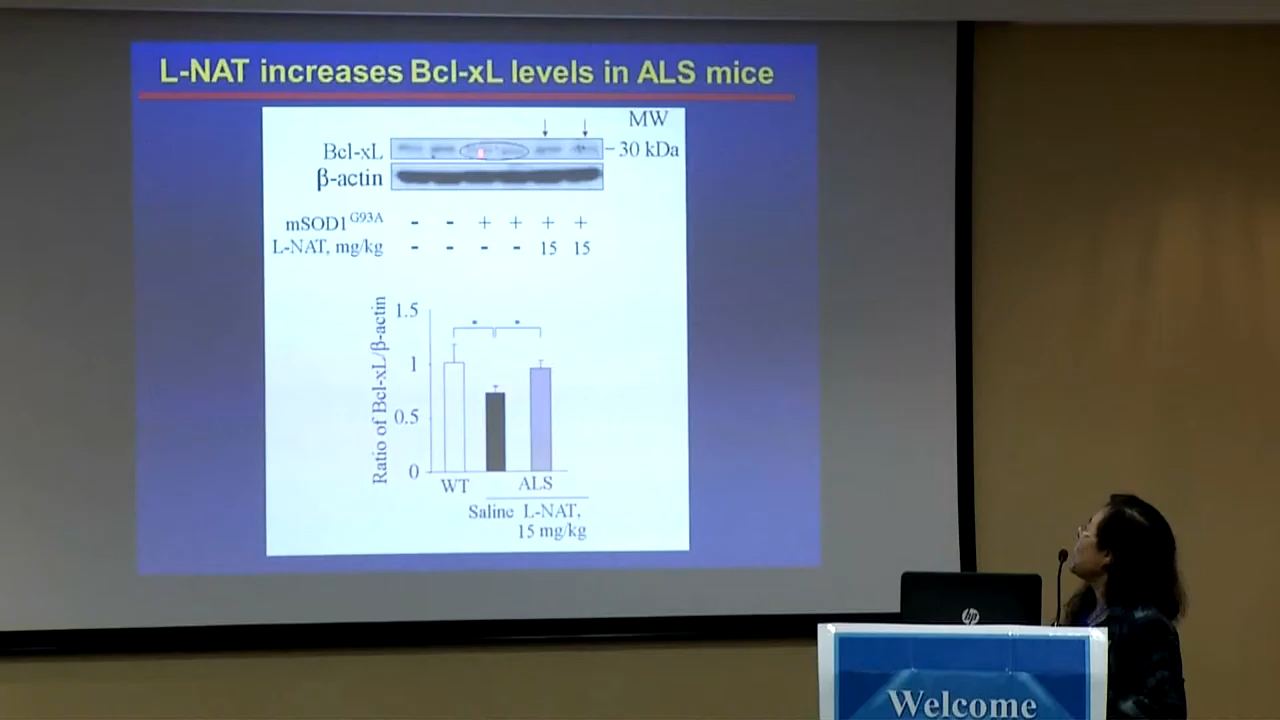 L-NAT increases Bcl-xL levels in ALS mice
MW
Bcl-xL
30 kDa
β-actin
mSOD1 G93A - - + + + +
L-NAT, mg/kg - - - - 15 15
Ratio of Bcl-xL/β-actin
1.5
1
0.5
0
* *
WT
ALS
Saline L-NAT,
15 mg/kg
hp
Welcome